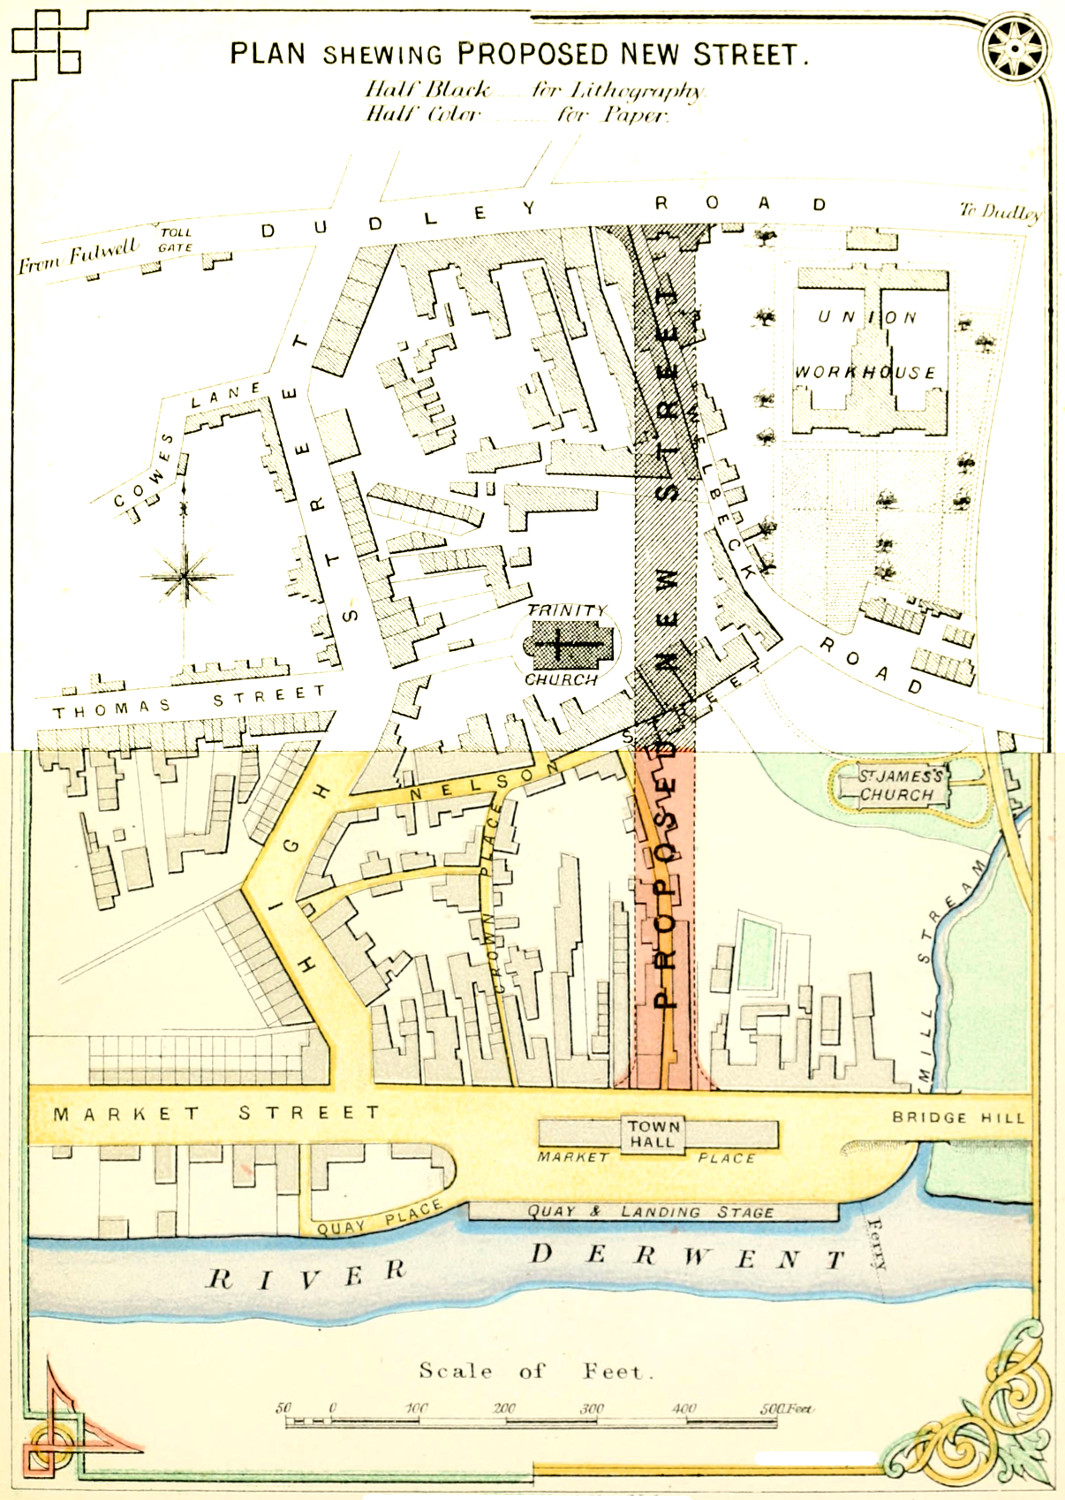 PLAN SHEWING PROPOSED NEW STREET.
Half Black ........ for Lithography.
Half Color ........ for Paper.
DUDLEY ROAD
To Dudley
From Fulwell
TOLL
GATE
UNION
WORKHOUSE
COWES LANE
HIGH STREET
PROPOSED NEW STREET
WELBECK ROAD
TRINITY
CHURCH
THOMAS STREET
NELSON STREET
ST JAMES'S
CHURCH
CROWN PLACE
MILL STREAM
MARKET STREET
BRIDGE HILL
TOWN
HALL
MARKET PLACE
QUAY PLACE
QUAY & LANDING STAGE
RIVER DERWENT
Ferry
Scale of Feet.
50 0 100 200 300 400 500 Feet